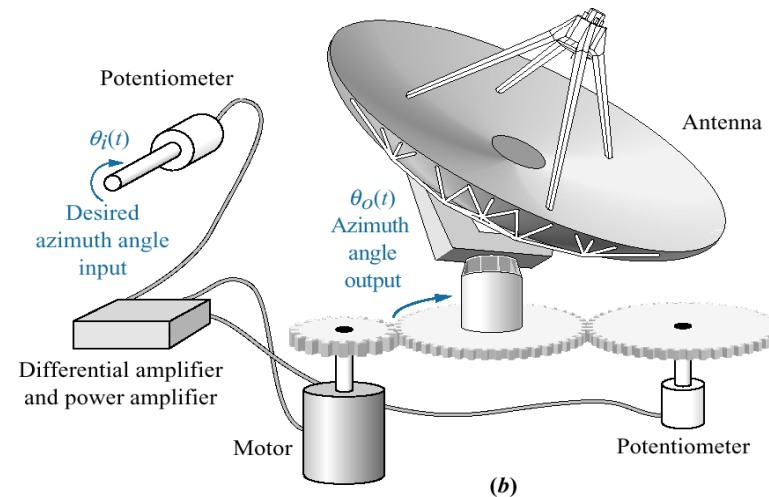 Potentiometer
θi(t)
Desired
azimuth angle
input
Antenna
θo(t)
Azimuth
angle
output
Differential amplifier
and power amplifier
Motor
Potentiometer
(b)